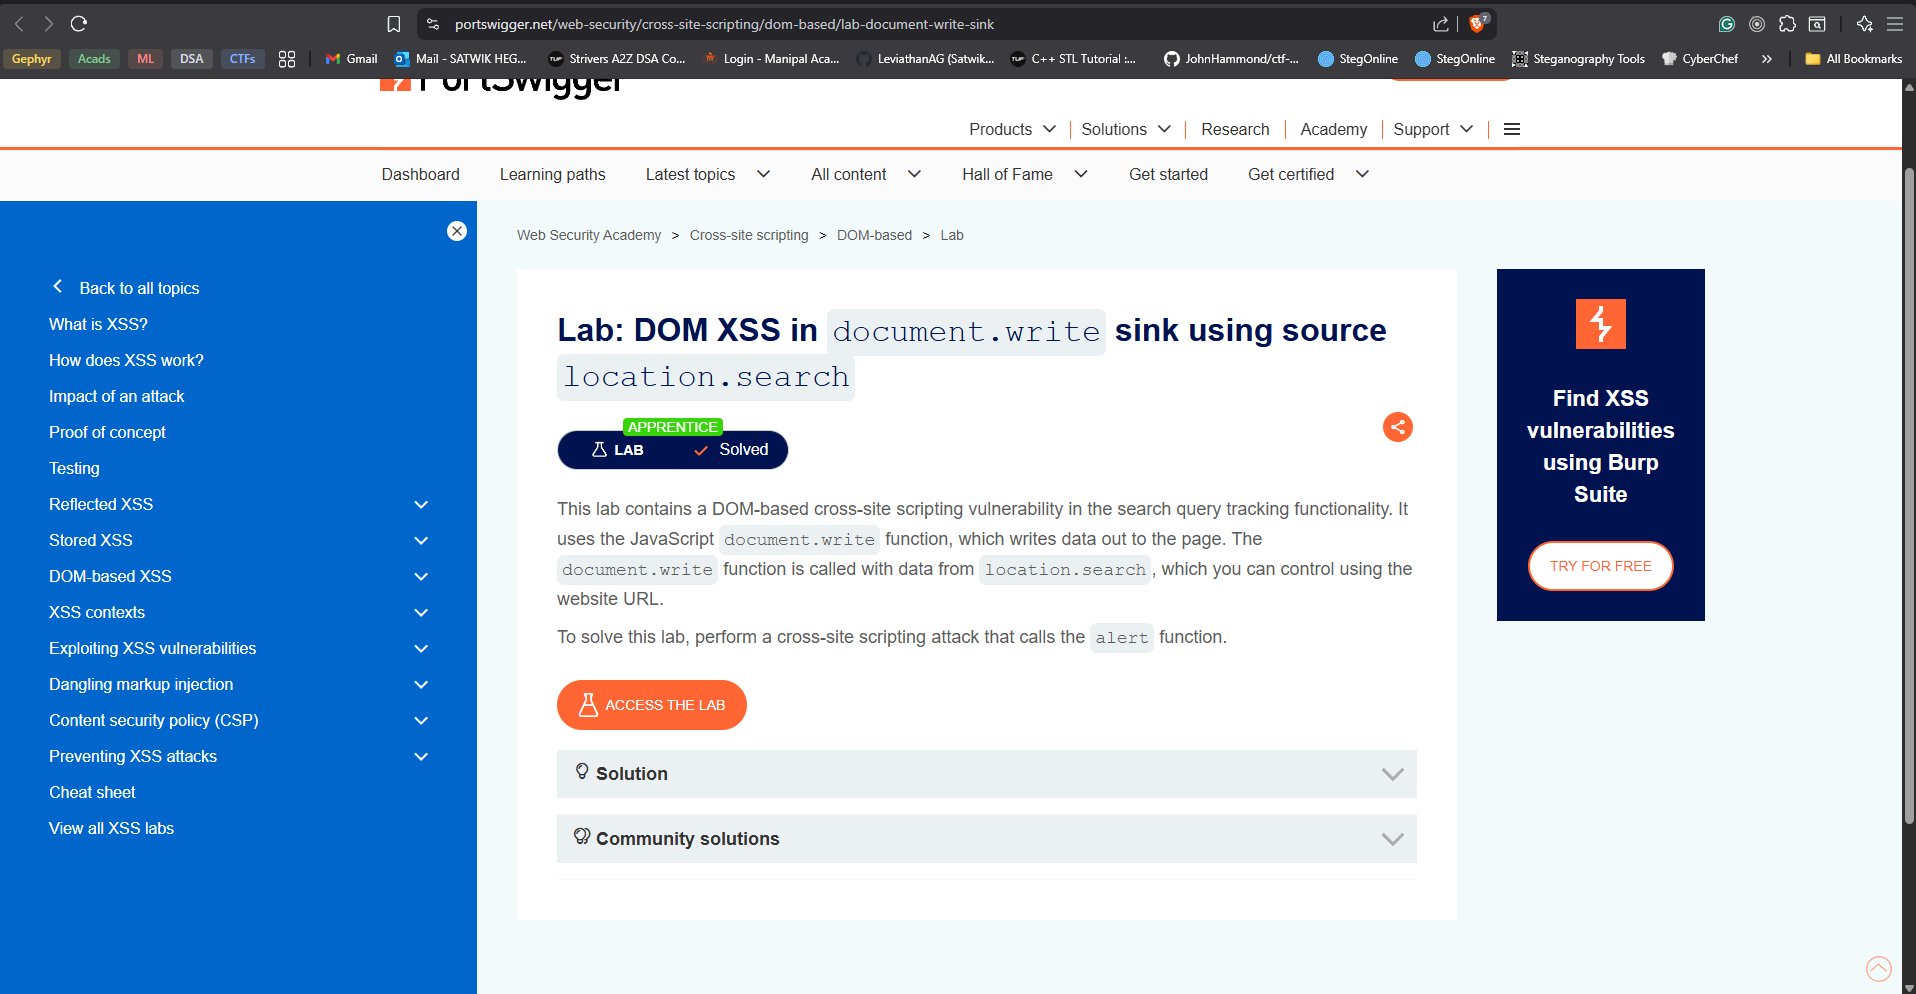 portswigger.net/web-security/cross-site-scripting/dom-based/lab-document-write-sink
7
Gephyr
Acads
ML
DSA
CTFs
Gmail
Mail - SATWIK HEG...
Strivers A2Z DSA Co...
Login - Manipal Aca...
LeviathanAG (Satwik...
C++ STL Tutorial :...
JohnHammond/ctf-...
StegOnline
StegOnline
Steganography Tools
CyberChef
»
All Bookmarks
PortSwigger
Products
Solutions
Research
Academy
Support
Dashboard
Learning paths
Latest topics
All content
Hall of Fame
Get started
Get certified
Back to all topics
What is XSS?
How does XSS work?
Impact of an attack
Proof of concept
Testing
Reflected XSS
Stored XSS
DOM-based XSS
XSS contexts
Exploiting XSS vulnerabilities
Dangling markup injection
Content security policy (CSP)
Preventing XSS attacks
Cheat sheet
View all XSS labs
Web Security Academy > Cross-site scripting > DOM-based > Lab
Lab: DOM XSS in document.write sink using source
location.search
APPRENTICE
LAB
Solved
This lab contains a DOM-based cross-site scripting vulnerability in the search query tracking functionality. It
uses the JavaScript document.write function, which writes data out to the page. The
document.write function is called with data from location.search, which you can control using the
website URL.
To solve this lab, perform a cross-site scripting attack that calls the alert function.
ACCESS THE LAB
Solution
Community solutions
Find XSS
vulnerabilities
using Burp
Suite
TRY FOR FREE